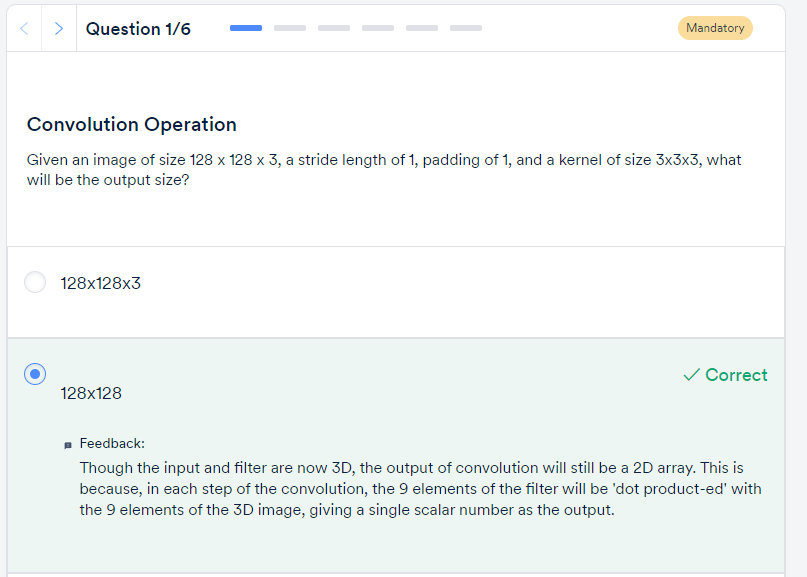 Question 1/6
Mandatory
Convolution Operation
Given an image of size 128 x 128 x 3, a stride length of 1, padding of 1, and a kernel of size 3x3x3, what
will be the output size?
128x128x3
Correct
128x128
Feedback:
Though the input and filter are now 3D, the output of convolution will still be a 2D array. This is
because, in each step of the convolution, the 9 elements of the filter will be 'dot product-ed' with
the 9 elements of the 3D image, giving a single scalar number as the output.